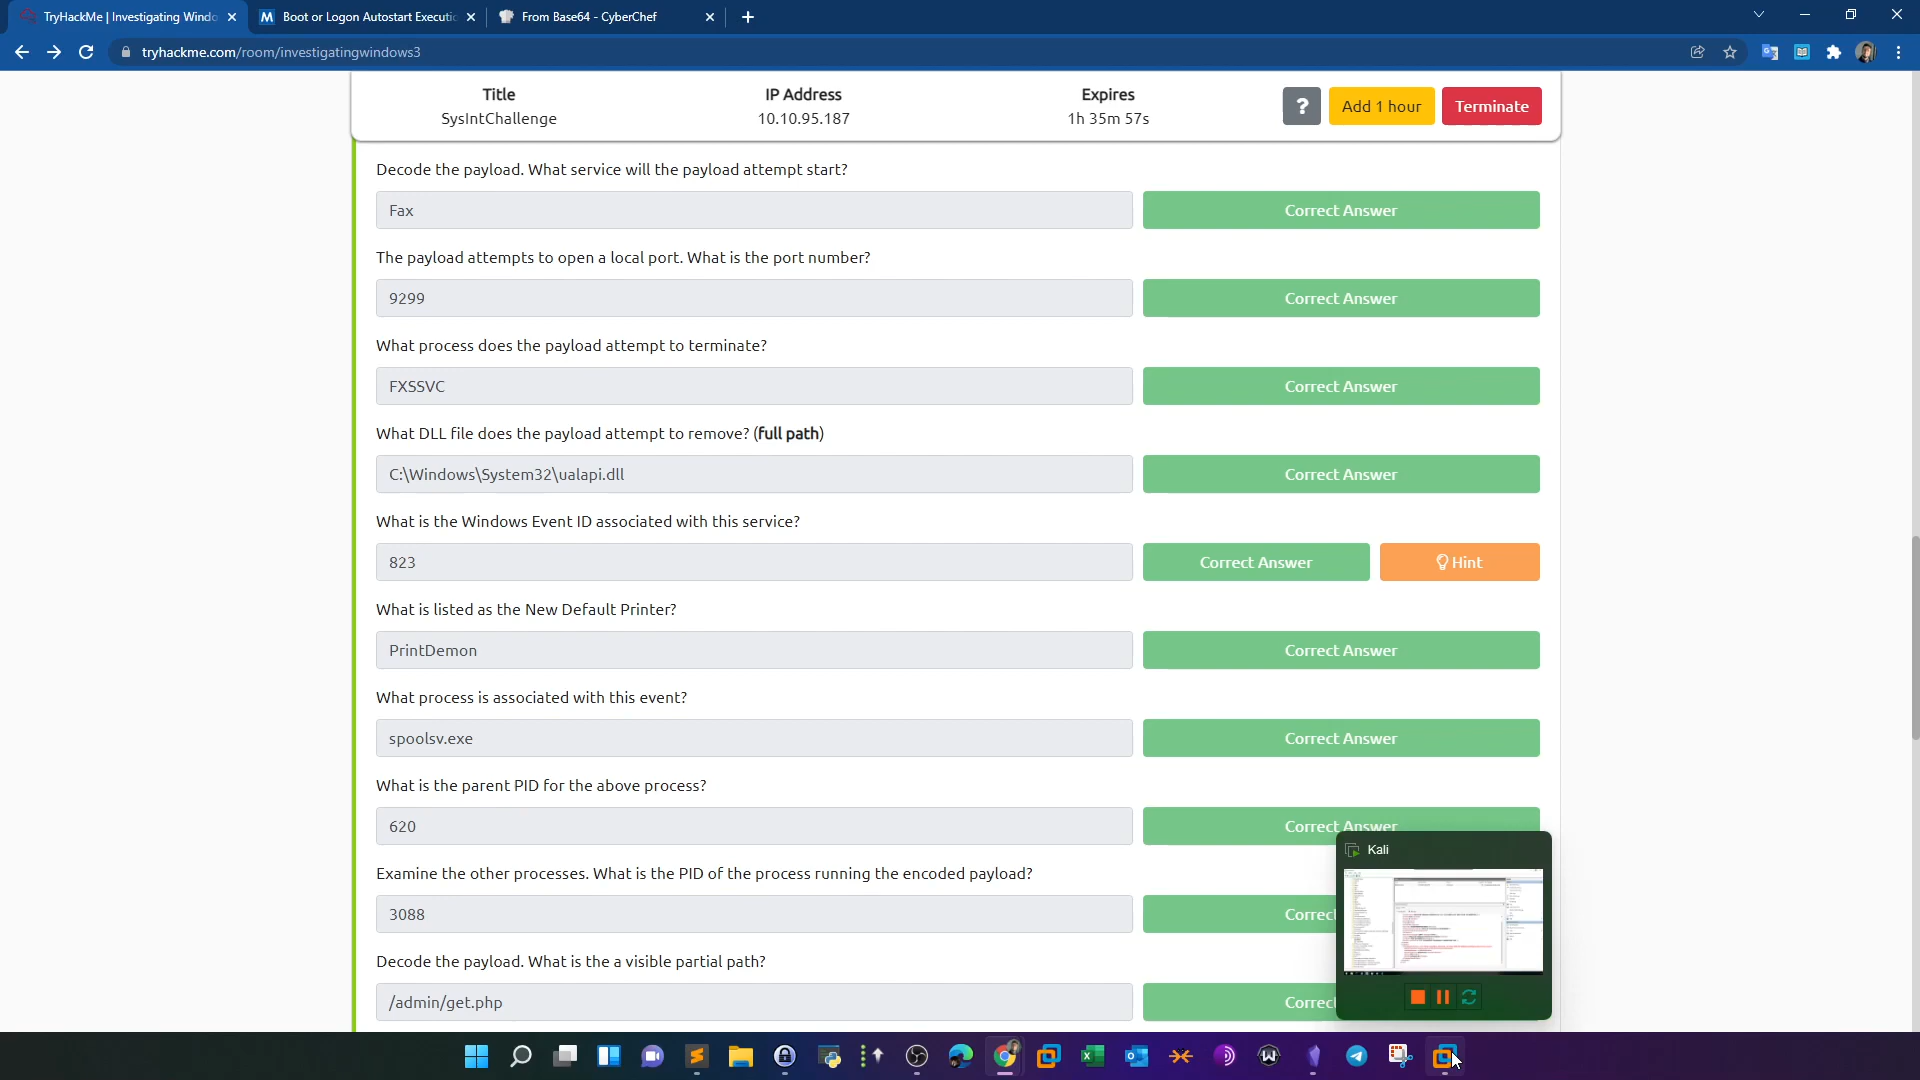 TryHackMe | Investigating Windo
Boot or Logon Autostart Executi
From Base64 - CyberChef
tryhackme.com/room/investigatingwindows3
Title
SysIntChallenge
IP Address
10.10.95.187
Expires
1h 35m 57s
?
Add 1 hour
Terminate
Decode the payload. What service will the payload attempt start?
Fax
Correct Answer
The payload attempts to open a local port. What is the port number?
9299
Correct Answer
What process does the payload attempt to terminate?
FXSSVC
Correct Answer
What DLL file does the payload attempt to remove? (full path)
C:\Windows\System32\ualapi.dll
Correct Answer
What is the Windows Event ID associated with this service?
823
Correct Answer
Hint
What is listed as the New Default Printer?
PrintDemon
Correct Answer
What process is associated with this event?
spoolsv.exe
Correct Answer
What is the parent PID for the above process?
620
Correct Answer
Kali
Examine the other processes. What is the PID of the process running the encoded payload?
3088
Correc
Decode the payload. What is the a visible partial path?
/admin/get.php
Correc